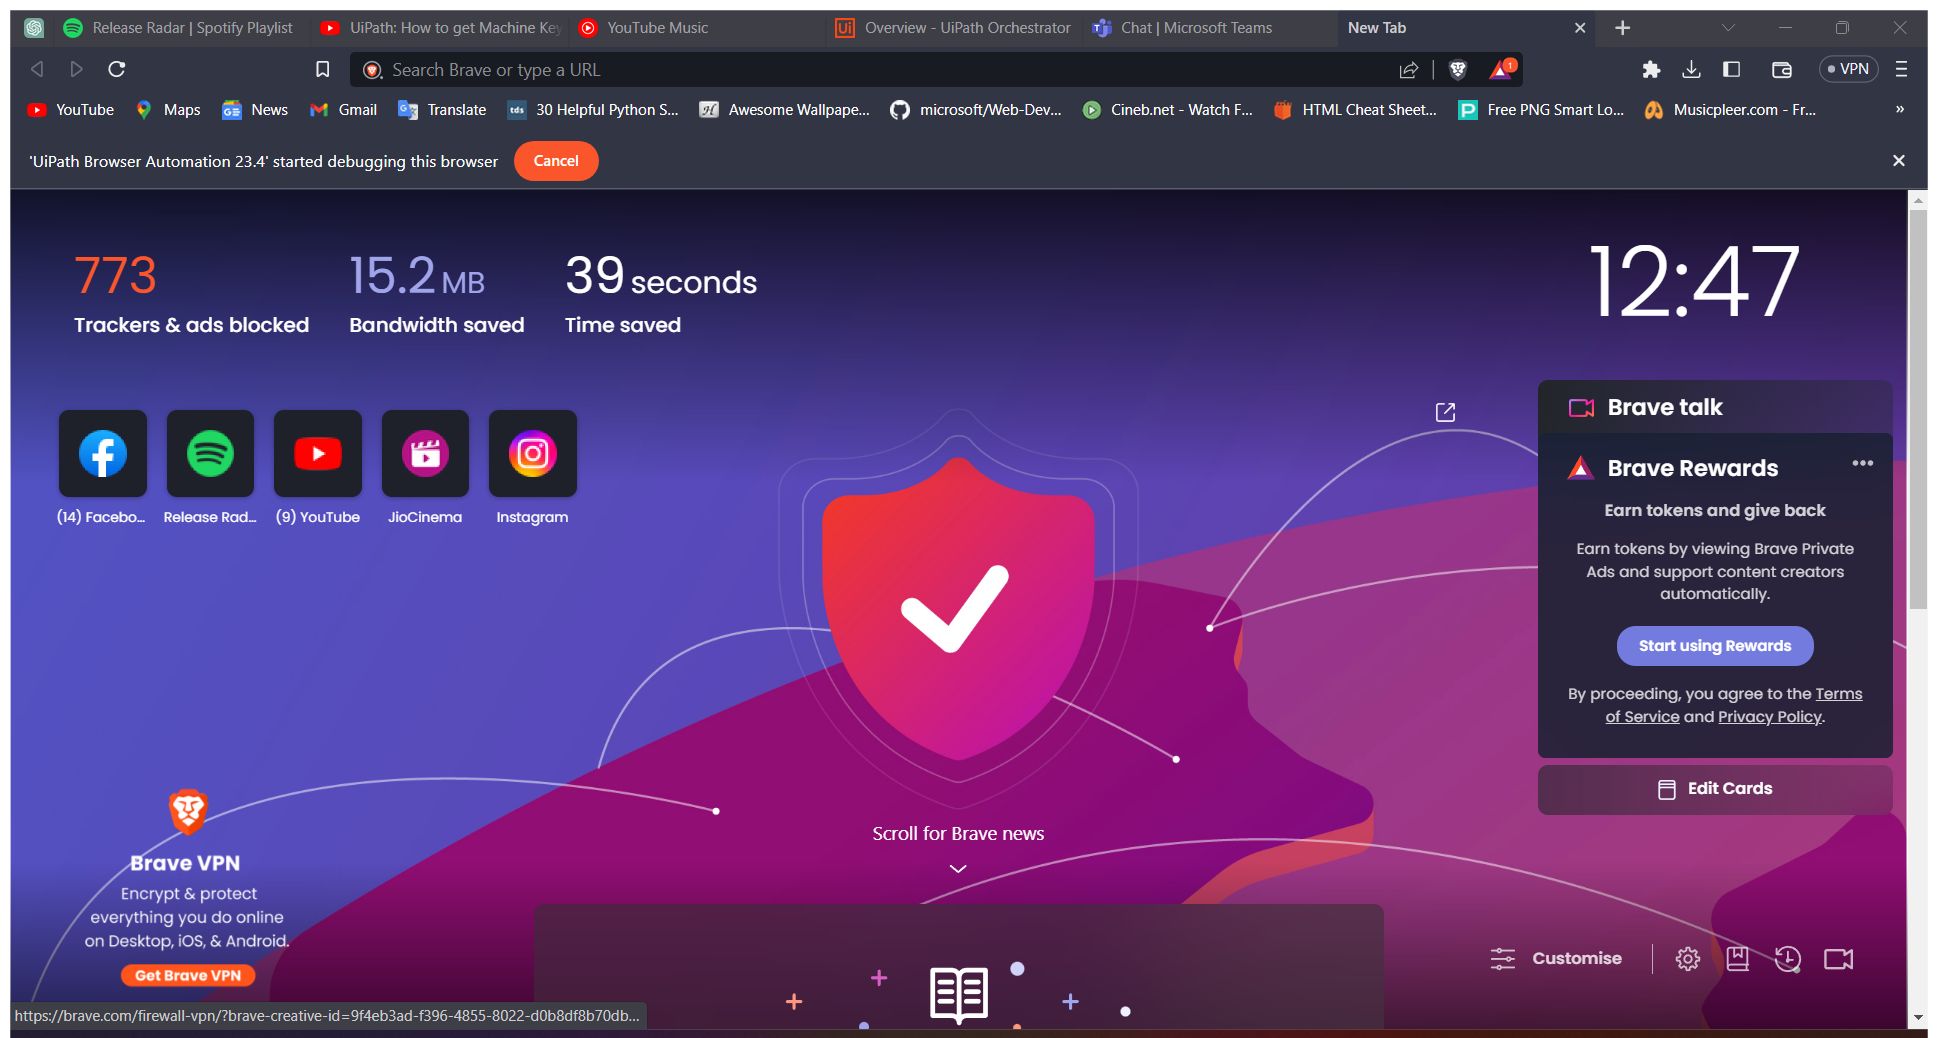 Release Radar | Spotify Playlist
UiPath: How to get Machine Key
YouTube Music
Ui
Overview - UiPath Orchestrator
Chat | Microsoft Teams
New Tab
Search Brave or type a URL
1
VPN
YouTube
Maps
News
Gmail
Translate
tds
30 Helpful Python S...
Awesome Wallpape...
microsoft/Web-Dev...
Cineb.net - Watch F...
HTML Cheat Sheet...
Free PNG Smart Lo...
Musicpleer.com - Fr...
»
'UiPath Browser Automation 23.4' started debugging this browser
Cancel
773
Trackers & ads blocked
15.2 MB
Bandwidth saved
39 seconds
Time saved
12:47
(14) Facebo...
Release Rad...
(9) YouTube
JioCinema
Instagram
Brave talk
Brave Rewards
Earn tokens and give back
Earn tokens by viewing Brave Private
Ads and support content creators
automatically.
Start using Rewards
By proceeding, you agree to the Terms
of Service and Privacy Policy.
Edit Cards
Scroll for Brave news
Brave VPN
Encrypt & protect
everything you do online
on Desktop, iOS, & Android.
Get Brave VPN
Customise
https://brave.com/firewall-vpn/?brave-creative-id=9f4eb3ad-f396-4855-8022-d0b8df8b70db...